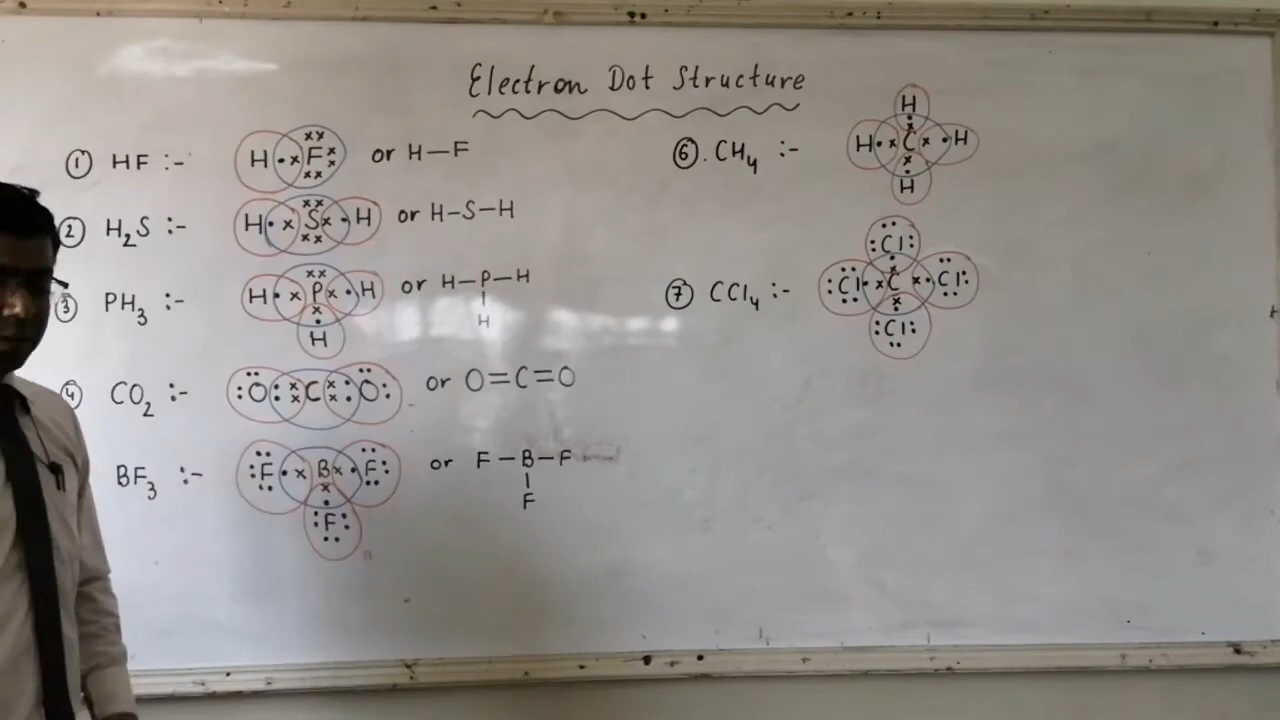 Electron Dot Structure
① HF :- H •x F or H—F
② H₂S :- H • x S x • H or H-S-H
③ PH₃ :- H • x P x • H or H-P-H
H
H
④ CO₂ :- :O: C :O: or O=C=O
BF₃ :- :F • x B x • F: or F-B-F
F
:F:
⑥. CH₄ :- H
H • x C x • H
H
⑦ CCl₄ :- :Cl:
:Cl • x C x • Cl:
:Cl: